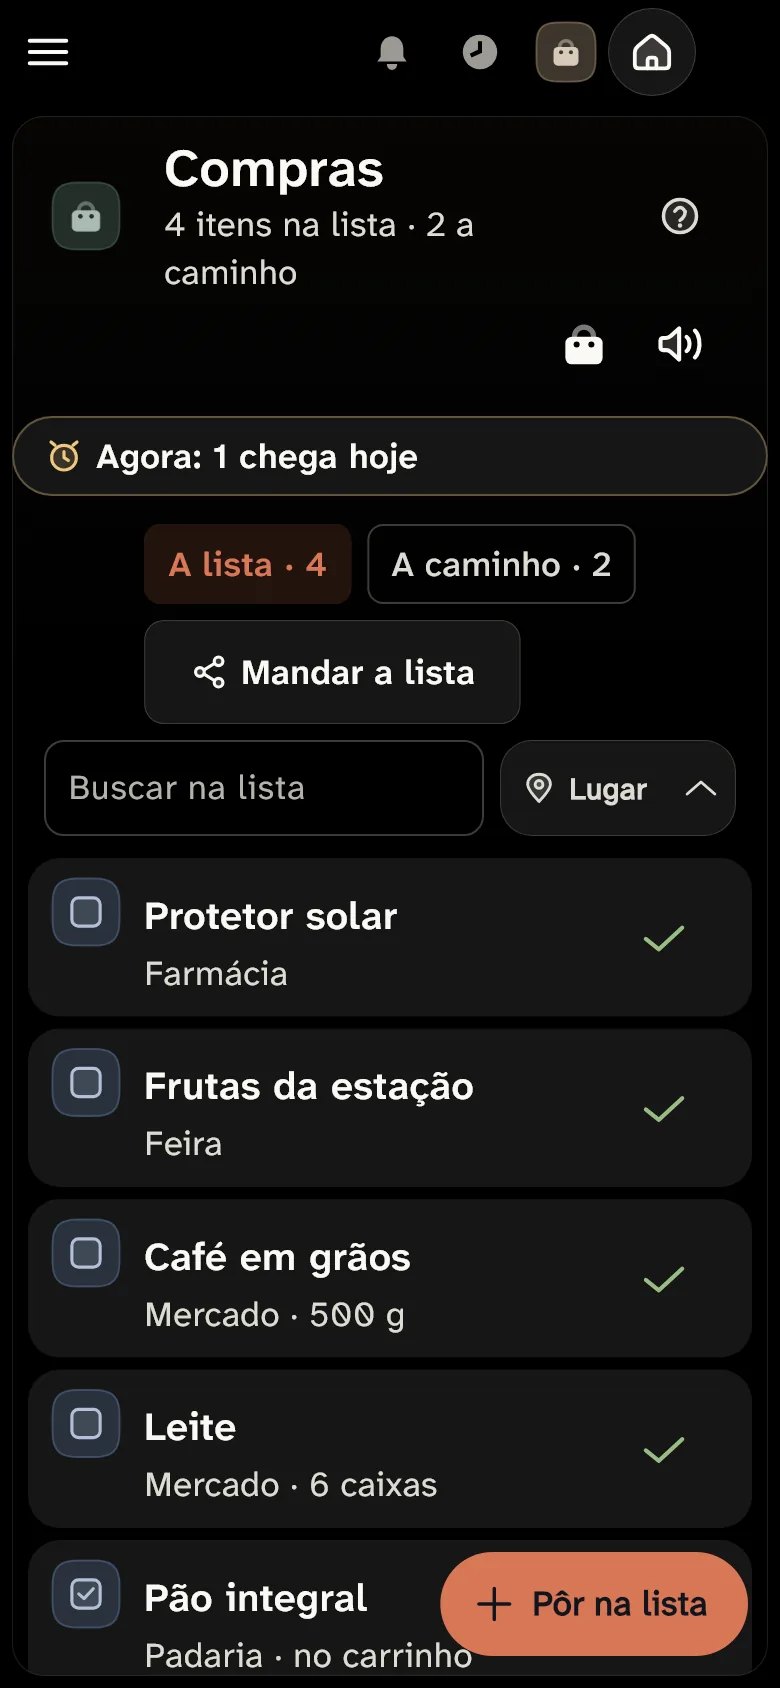 Compras
4 itens na lista · 2 a
caminho
Agora: 1 chega hoje
A lista · 4
A caminho · 2
Mandar a lista
Buscar na lista
Lugar
Protetor solar
Farmácia
Frutas da estação
Feira
Café em grãos
Mercado · 500 g
Leite
Mercado · 6 caixas
Pão integral
Padaria · no carrinho
Pôr na lista